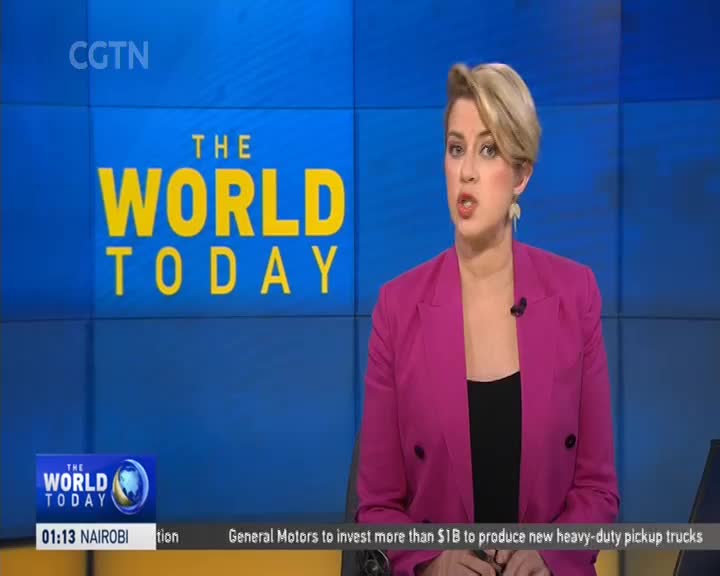 CGTN
THE
WORLD
TODAY
THE
WORLD
TODAY
01:13 NAIROBI
tion General Motors to invest more than $1B to produce new heavy-duty pickup trucks